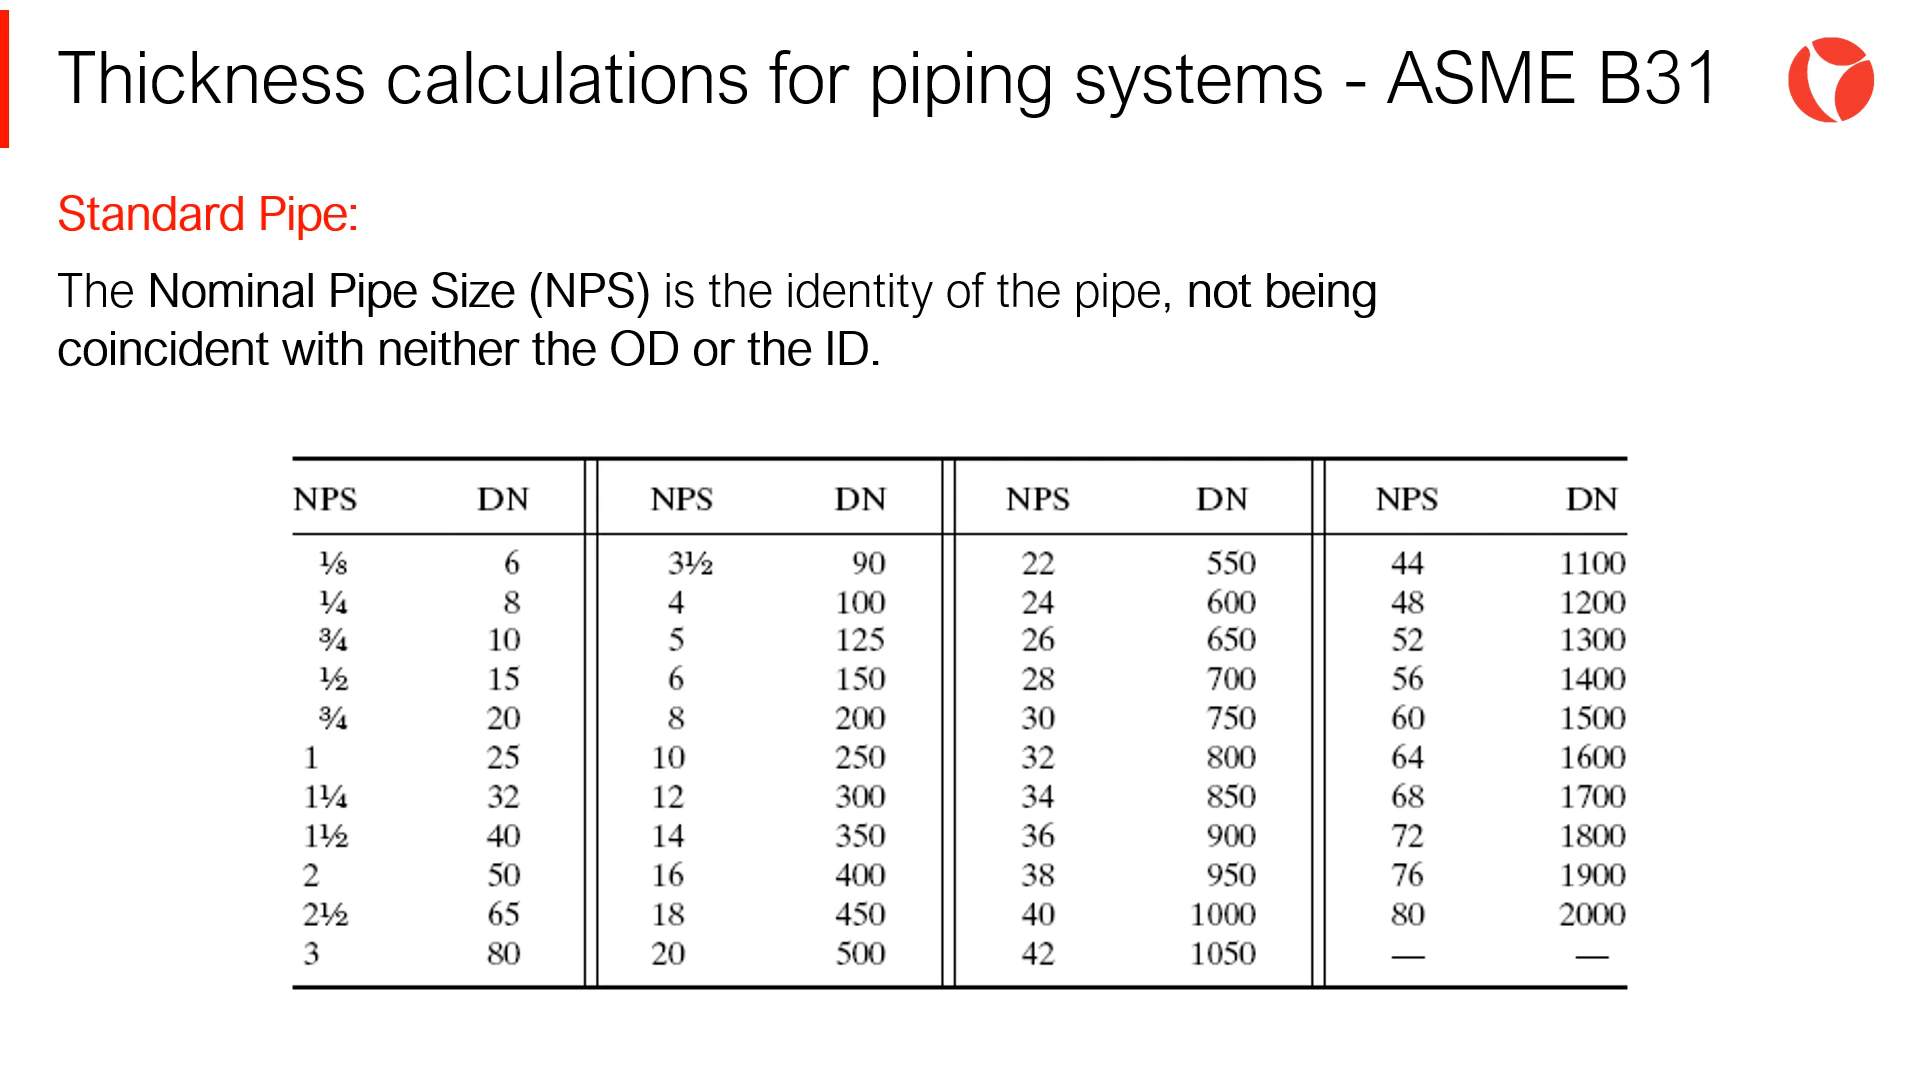 Thickness calculations for piping systems - ASME B31
Standard Pipe:
The Nominal Pipe Size (NPS) is the identity of the pipe, not being
coincident with neither the OD or the ID.
NPS DN NPS DN NPS DN NPS DN
⅛ 6 3½ 90 22 550 44 1100
¼ 8 4 100 24 600 48 1200
¾ 10 5 125 26 650 52 1300
½ 15 6 150 28 700 56 1400
¾ 20 8 200 30 750 60 1500
1 25 10 250 32 800 64 1600
1¼ 32 12 300 34 850 68 1700
1½ 40 14 350 36 900 72 1800
2 50 16 400 38 950 76 1900
2½ 65 18 450 40 1000 80 2000
3 80 20 500 42 1050 — —